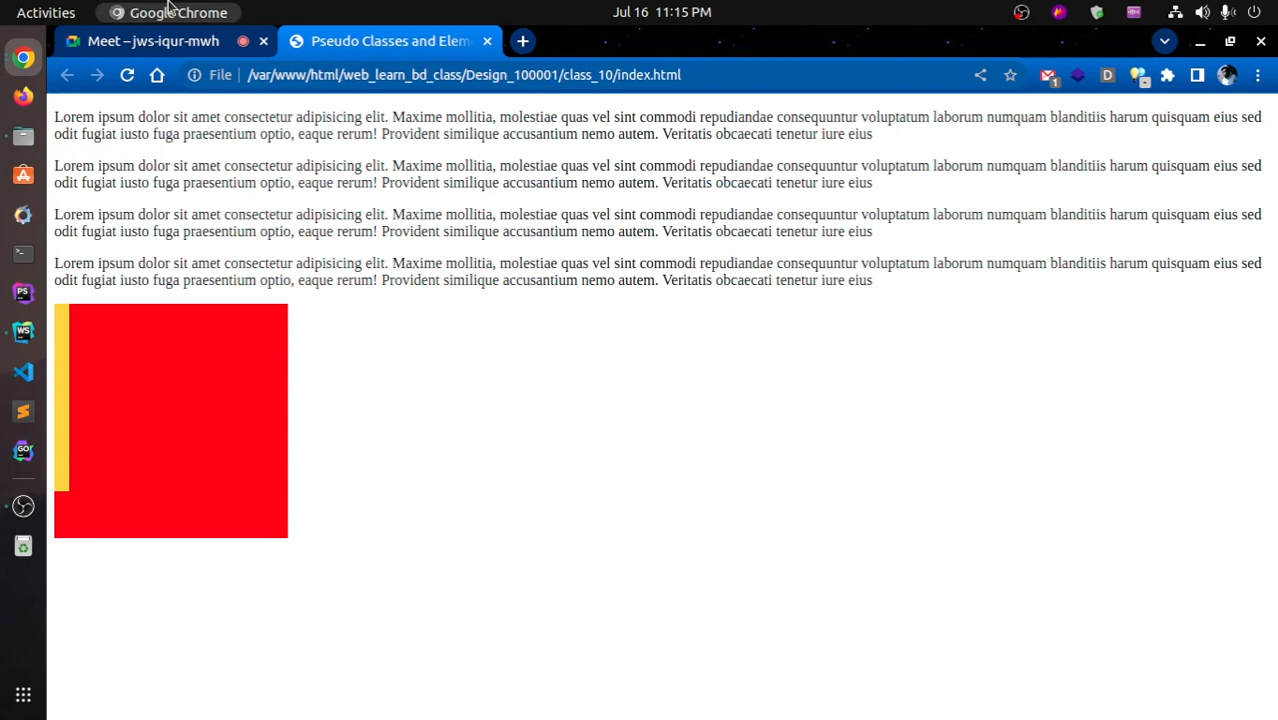 Activities
Google Chrome
Jul 16 11:15 PM
Meet – jws-iqur-mwh
Pseudo Classes and Elem
File
/var/www/html/web_learn_bd_class/Design_100001/class_10/index.html
1
D
Lorem ipsum dolor sit amet consectetur adipisicing elit. Maxime mollitia, molestiae quas vel sint commodi repudiandae consequuntur voluptatum laborum numquam blanditiis harum quisquam eius sed
odit fugiat iusto fuga praesentium optio, eaque rerum! Provident similique accusantium nemo autem. Veritatis obcaecati tenetur iure eius
Lorem ipsum dolor sit amet consectetur adipisicing elit. Maxime mollitia, molestiae quas vel sint commodi repudiandae consequuntur voluptatum laborum numquam blanditiis harum quisquam eius sed
odit fugiat iusto fuga praesentium optio, eaque rerum! Provident similique accusantium nemo autem. Veritatis obcaecati tenetur iure eius
Lorem ipsum dolor sit amet consectetur adipisicing elit. Maxime mollitia, molestiae quas vel sint commodi repudiandae consequuntur voluptatum laborum numquam blanditiis harum quisquam eius sed
odit fugiat iusto fuga praesentium optio, eaque rerum! Provident similique accusantium nemo autem. Veritatis obcaecati tenetur iure eius
Lorem ipsum dolor sit amet consectetur adipisicing elit. Maxime mollitia, molestiae quas vel sint commodi repudiandae consequuntur voluptatum laborum numquam blanditiis harum quisquam eius sed
odit fugiat iusto fuga praesentium optio, eaque rerum! Provident similique accusantium nemo autem. Veritatis obcaecati tenetur iure eius
PS
WS
GO